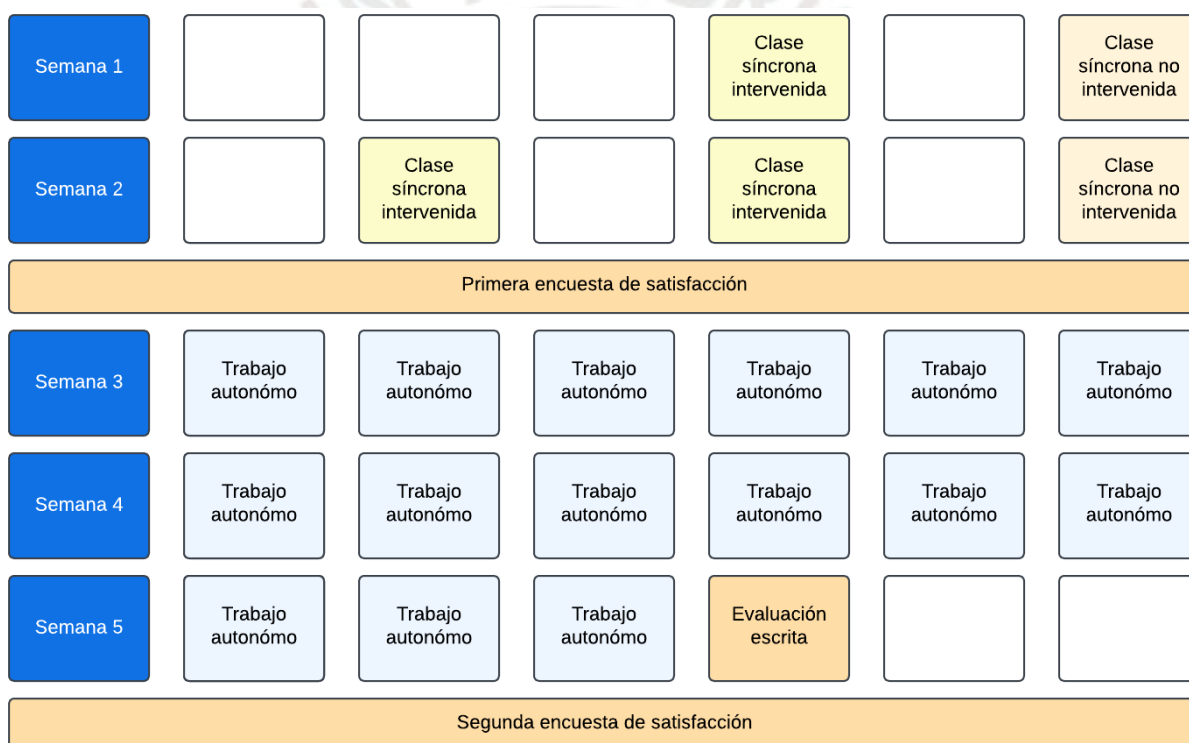 Semana 1
Clase
síncrona
intervenida
Clase
síncrona no
intervenida
Semana 2
Clase
síncrona
intervenida
Clase
síncrona
intervenida
Clase
síncrona no
intervenida
Primera encuesta de satisfacción
Semana 3
Trabajo
autonómo
Trabajo
autonómo
Trabajo
autonómo
Trabajo
autonómo
Trabajo
autonómo
Trabajo
autonómo
Semana 4
Trabajo
autonómo
Trabajo
autonómo
Trabajo
autonómo
Trabajo
autonómo
Trabajo
autonómo
Trabajo
autonómo
Semana 5
Trabajo
autonómo
Trabajo
autonómo
Trabajo
autonómo
Evaluación
escrita
Segunda encuesta de satisfacción